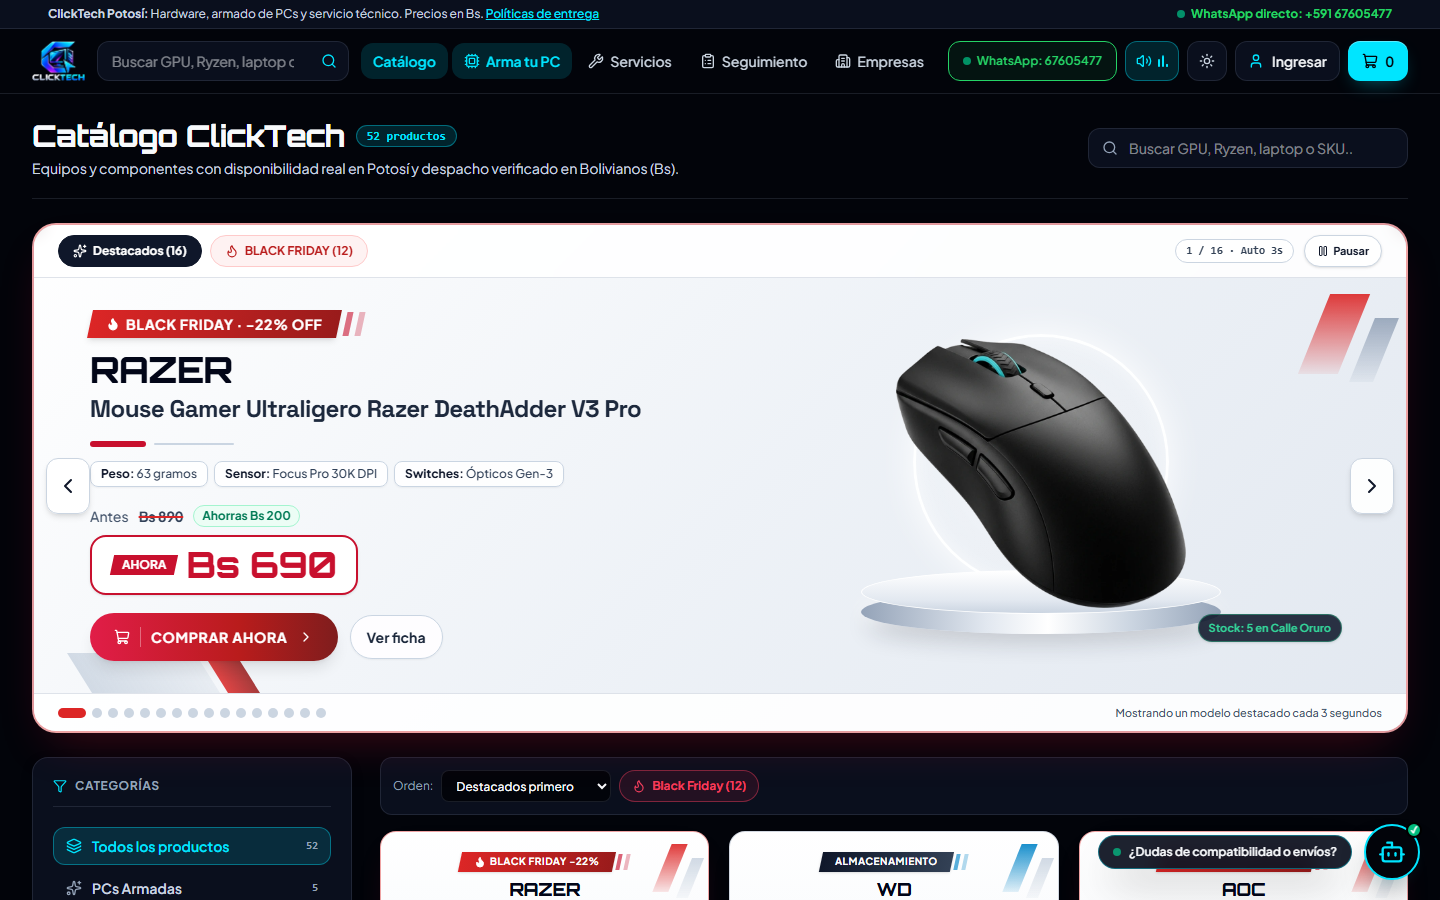 ClickTech Potosí: Hardware, armado de PCs y servicio técnico. Precios en Bs. Políticas de entrega
WhatsApp directo: +591 67605477
CLICKTECH
Buscar GPU, Ryzen, laptop o
Catálogo
Arma tu PC
Servicios
Seguimiento
Empresas
WhatsApp: 67605477
Ingresar
0
Catálogo ClickTech
52 productos
Equipos y componentes con disponibilidad real en Potosí y despacho verificado en Bolivianos (Bs).
Buscar GPU, Ryzen, laptop o SKU..
Destacados (16)
BLACK FRIDAY (12)
1 / 16 · Auto 3s
Pausar
BLACK FRIDAY · -22% OFF
RAZER
Mouse Gamer Ultraligero Razer DeathAdder V3 Pro
Peso: 63 gramos
Sensor: Focus Pro 30K DPI
Switches: Ópticos Gen-3
Antes Bs 890 Ahorras Bs 200
AHORA Bs 690
COMPRAR AHORA
Ver ficha
Stock: 5 en Calle Oruro
Mostrando un modelo destacado cada 3 segundos
CATEGORÍAS
Todos los productos 52
PCs Armadas 5
Orden: Destacados primero
Black Friday (12)
BLACK FRIDAY -22%
RAZER
ALMACENAMIENTO
WD
AOC
¿Dudas de compatibilidad o envíos?